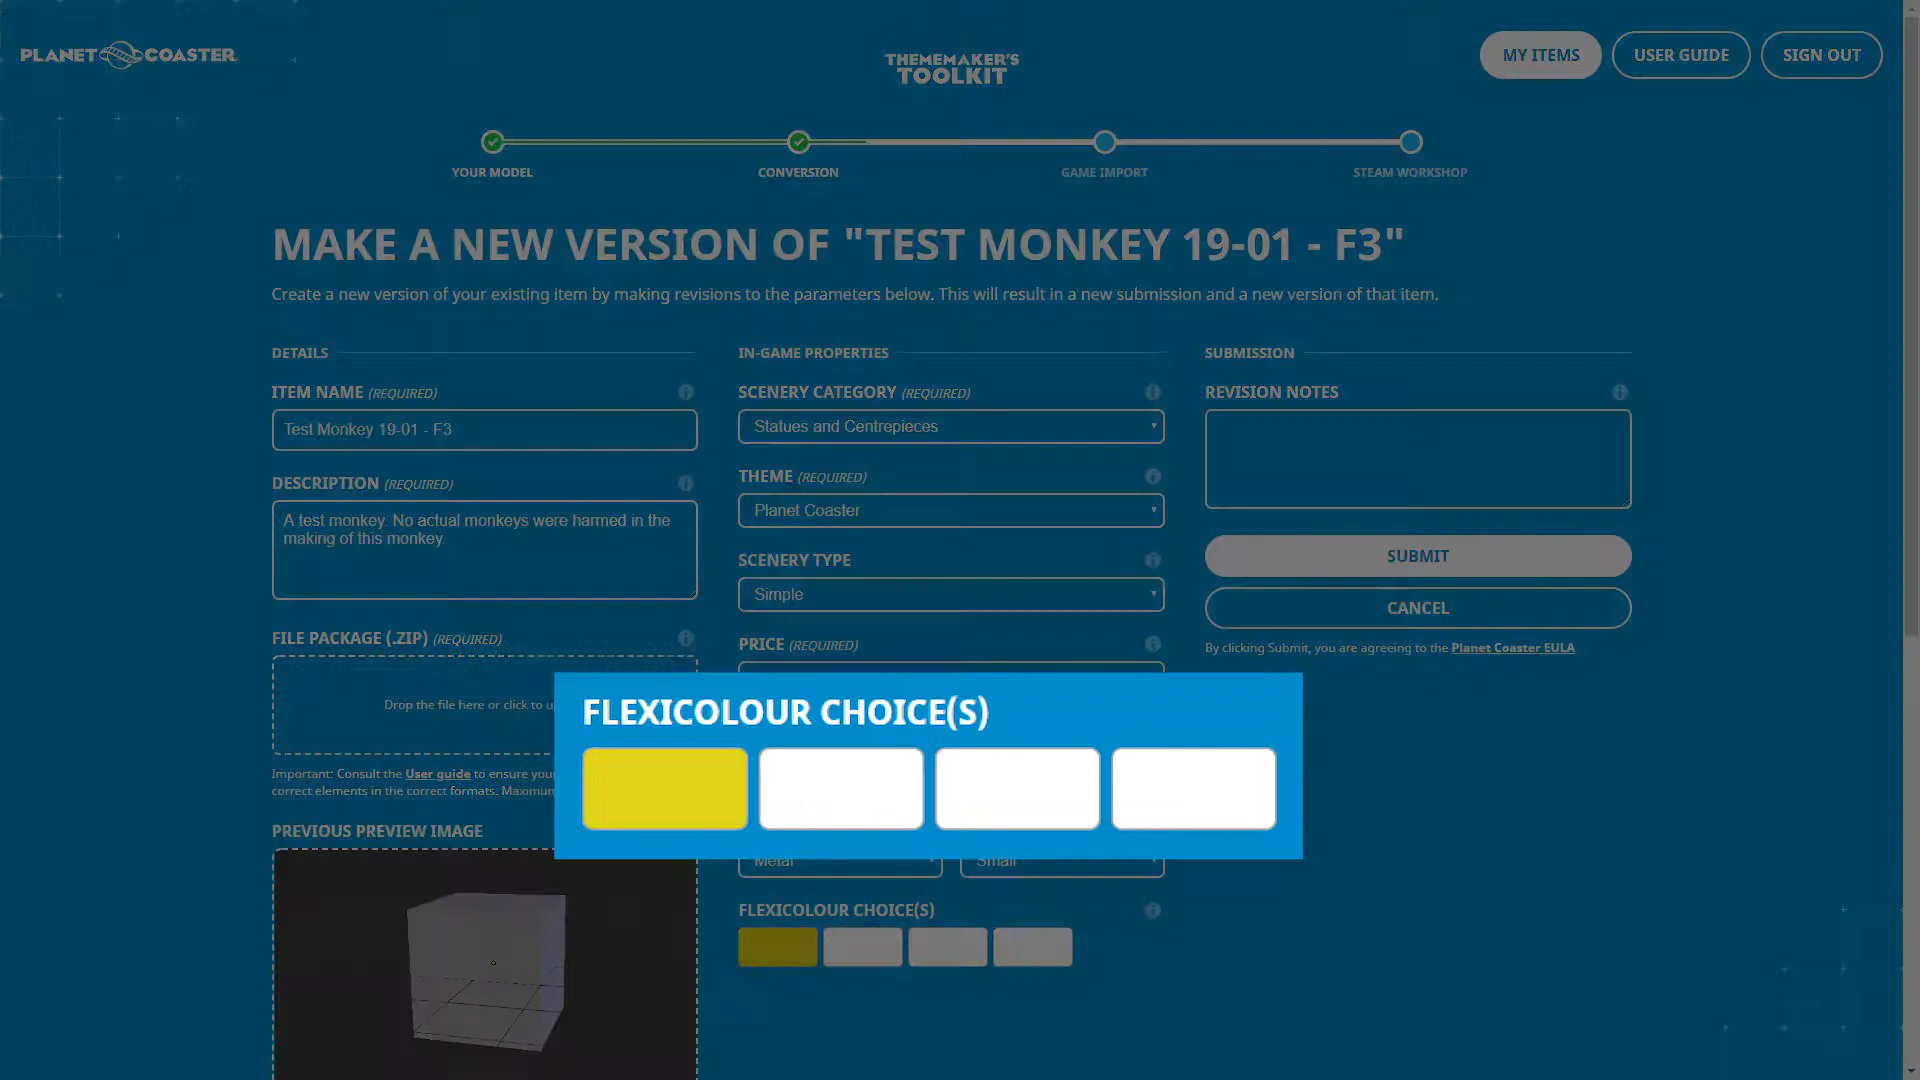 PLANET COASTER
THEMEMAKER'S
TOOLKIT
MY ITEMS
USER GUIDE
SIGN OUT
YOUR MODEL
CONVERSION
GAME IMPORT
STEAM WORKSHOP
MAKE A NEW VERSION OF "TEST MONKEY 19-01 - F3"
Create a new version of your existing item by making revisions to the parameters below. This will result in a new submission and a new version of that item.
DETAILS
ITEM NAME (REQUIRED)
Test Monkey 19-01 - F3
DESCRIPTION (REQUIRED)
A test monkey. No actual monkeys were harmed in the
making of this monkey.
FILE PACKAGE (.ZIP) (REQUIRED)
Drop the file here or click to
Important: Consult the User guide to ensure
correct elements in the correct formats.
PREVIOUS PREVIEW IMAGE
IN-GAME PROPERTIES
SCENERY CATEGORY (REQUIRED)
Statues and Centrepieces
THEME (REQUIRED)
Planet Coaster
SCENERY TYPE
Simple
PRICE (REQUIRED)
FLEXICOLOUR CHOICE(S)
Metal
Small
FLEXICOLOUR CHOICE(S)
SUBMISSION
REVISION NOTES
SUBMIT
CANCEL
By clicking Submit, you are agreeing to the Planet Coaster EULA